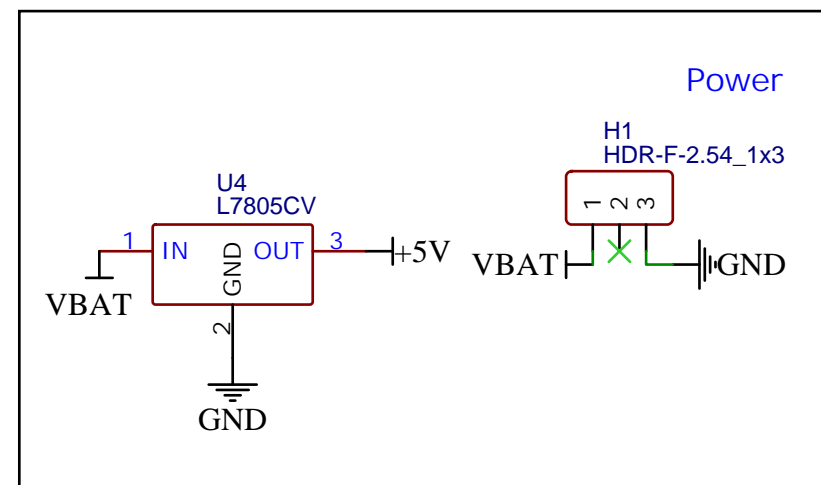 Power
H1
HDR-F-2.54_1x3
1 2 3
VBAT
GND
U4
L7805CV
1 IN GND OUT 3 +5V
VBAT
2
GND